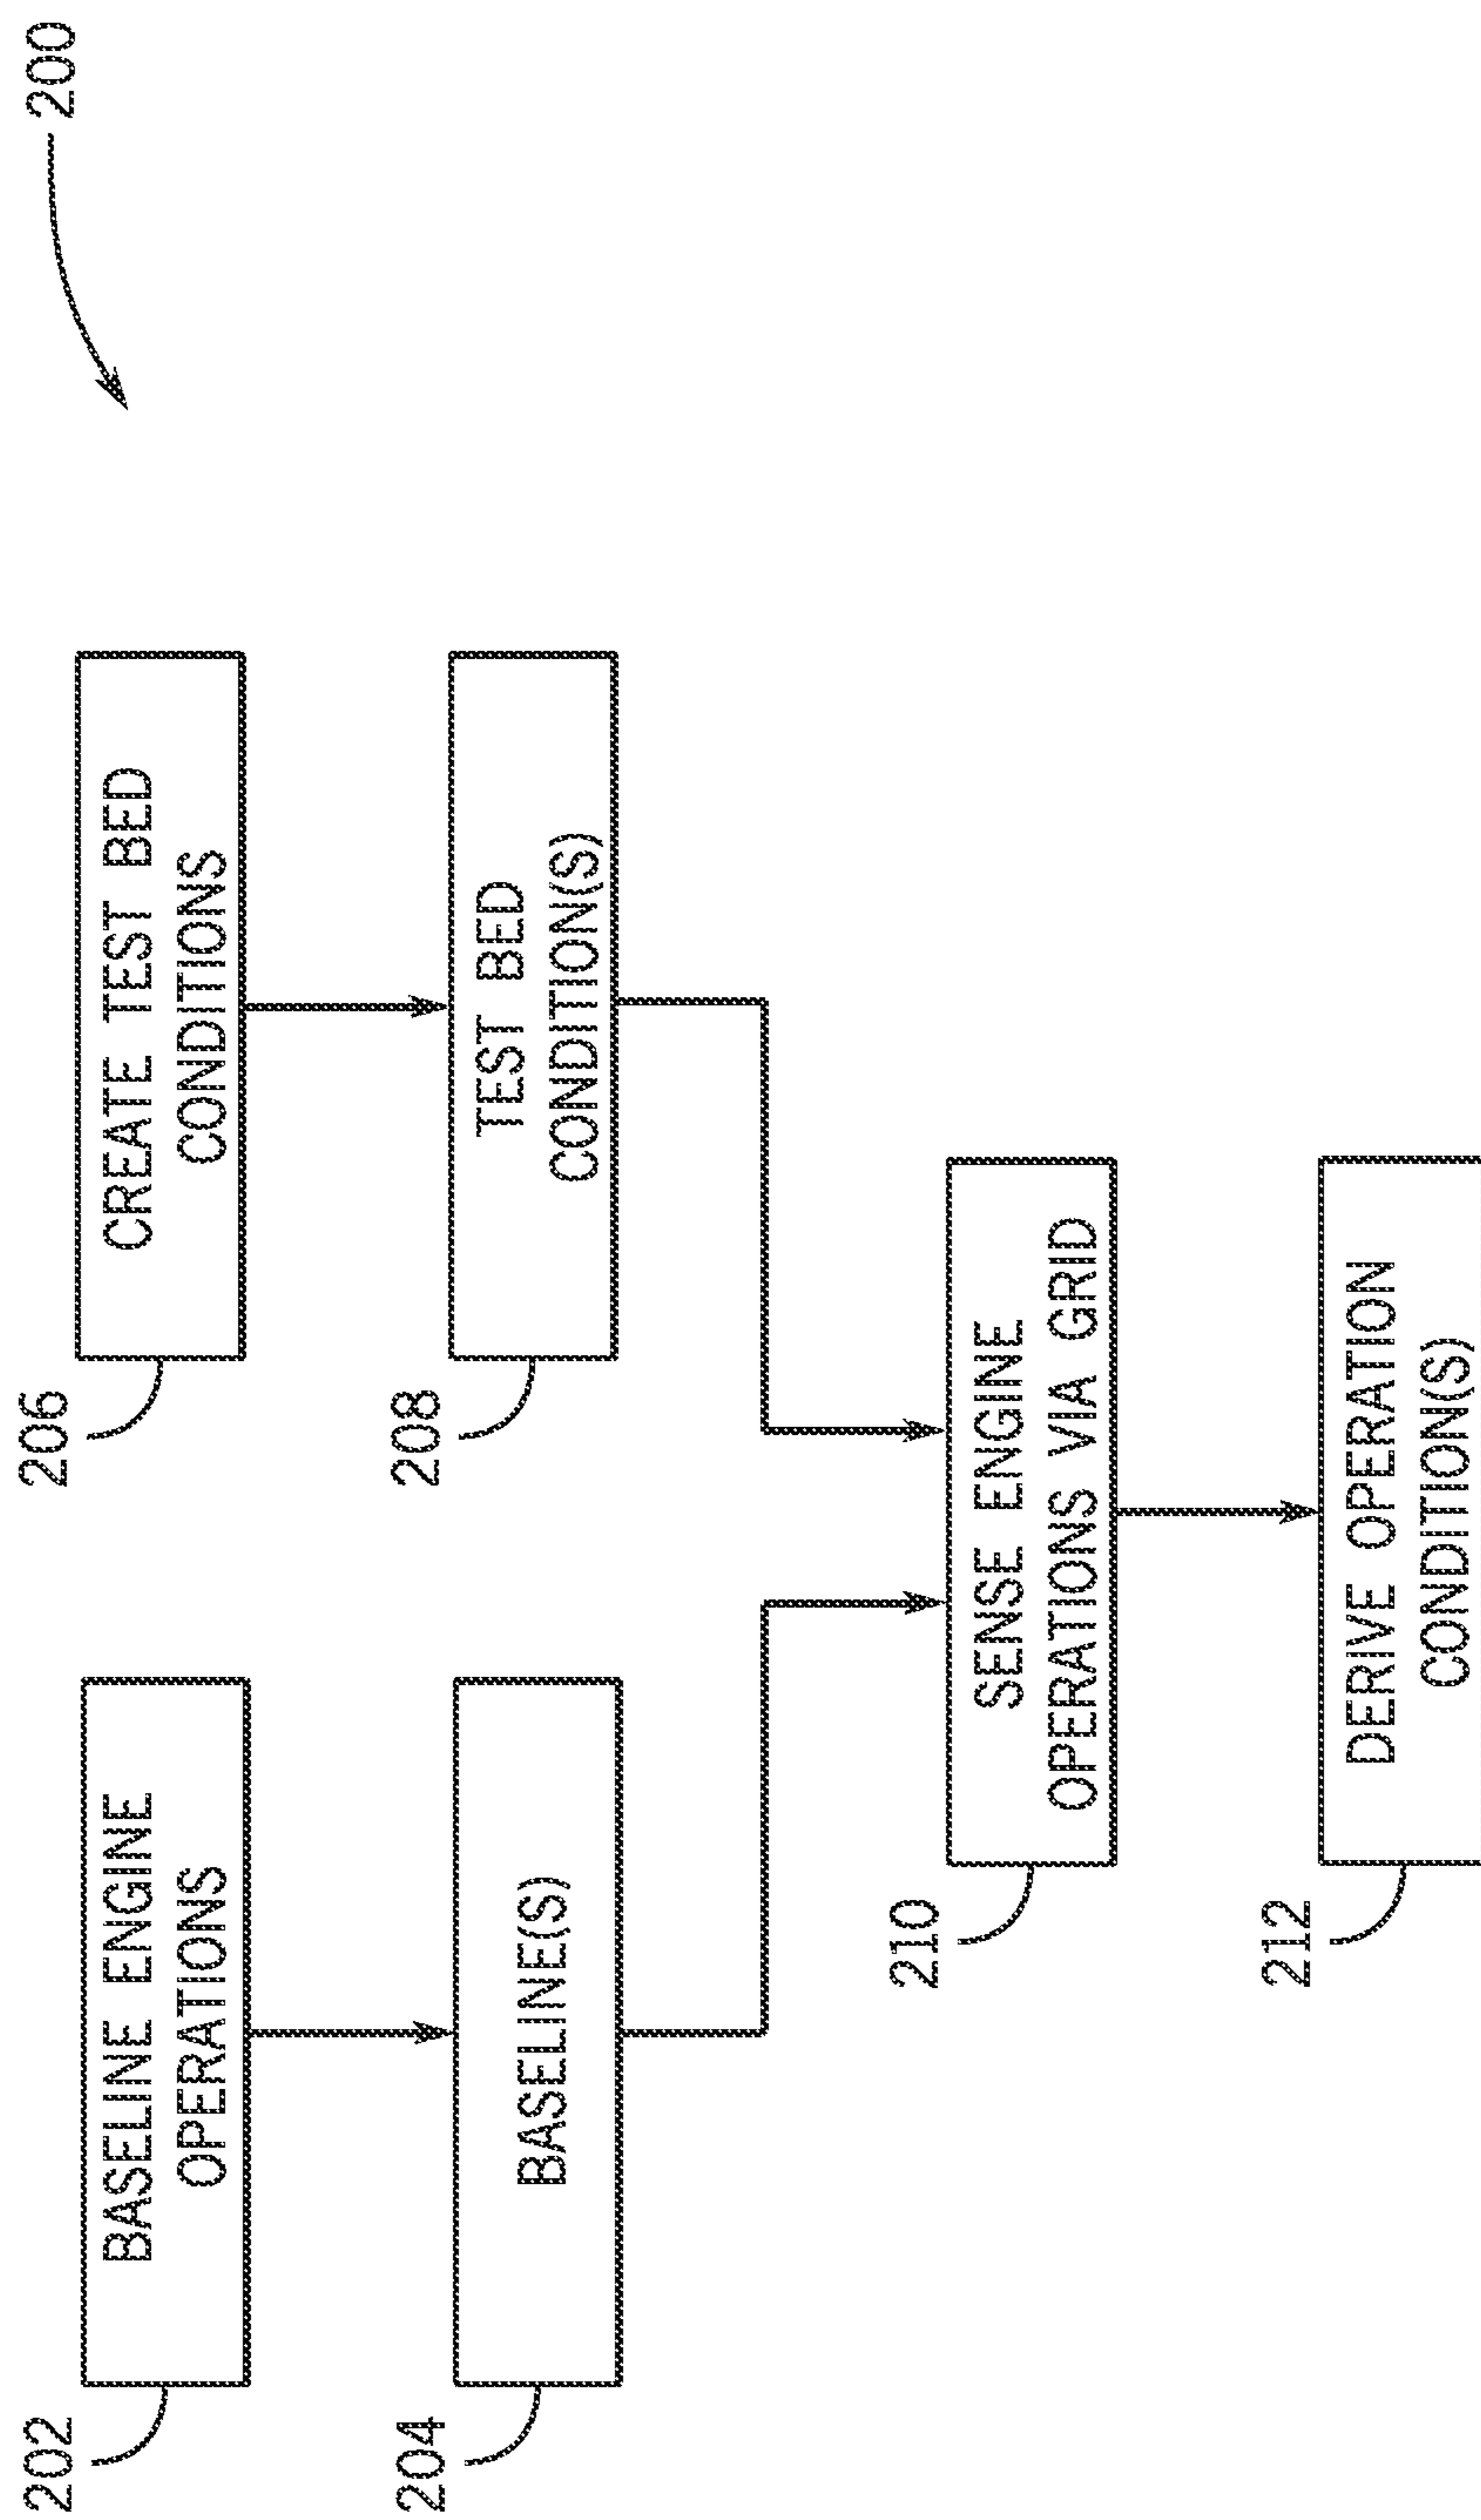 200
202
BASELINE ENGINE
OPERATIONS
206
CREATE TEST BED
CONDITIONS
204
BASELINE(S)
208
TEST BED
CONDITION(S)
210
SENSE ENGINE
OPERATIONS VIA GRID
212
DERIVE OPERATION
CONDITION(S)